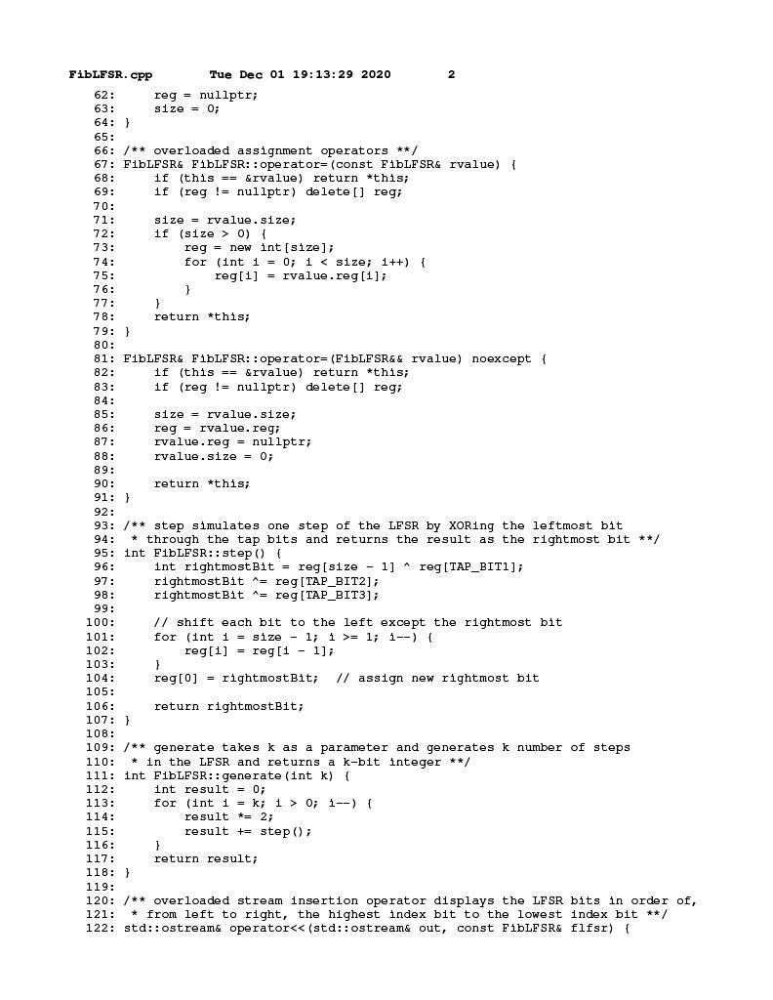 FibLFSR.cpp        Tue Dec 01 19:13:29 2020        2
62:     reg = nullptr;
63:     size = 0;
64: }
65:
66: /** overloaded assignment operators **/
67: FibLFSR& FibLFSR::operator=(const FibLFSR& rvalue) {
68:     if (this == &rvalue) return *this;
69:     if (reg != nullptr) delete[] reg;
70:
71:     size = rvalue.size;
72:     if (size > 0) {
73:         reg = new int[size];
74:         for (int i = 0; i < size; i++) {
75:             reg[i] = rvalue.reg[i];
76:         }
77:     }
78:     return *this;
79: }
80:
81: FibLFSR& FibLFSR::operator=(FibLFSR&& rvalue) noexcept {
82:     if (this == &rvalue) return *this;
83:     if (reg != nullptr) delete[] reg;
84:
85:     size = rvalue.size;
86:     reg = rvalue.reg;
87:     rvalue.reg = nullptr;
88:     rvalue.size = 0;
89:
90:     return *this;
91: }
92:
93: /** step simulates one step of the LFSR by XORing the leftmost bit
94:  * through the tap bits and returns the result as the rightmost bit **/
95: int FibLFSR::step() {
96:     int rightmostBit = reg[size - 1] ^ reg[TAP_BIT1];
97:     rightmostBit ^= reg[TAP_BIT2];
98:     rightmostBit ^= reg[TAP_BIT3];
99:
100:     // shift each bit to the left except the rightmost bit
101:     for (int i = size - 1; i >= 1; i--) {
102:         reg[i] = reg[i - 1];
103:     }
104:     reg[0] = rightmostBit;  // assign new rightmost bit
105:
106:     return rightmostBit;
107: }
108:
109: /** generate takes k as a parameter and generates k number of steps
110:  * in the LFSR and returns a k-bit integer **/
111: int FibLFSR::generate(int k) {
112:     int result = 0;
113:     for (int i = k; i > 0; i--) {
114:         result *= 2;
115:         result += step();
116:     }
117:     return result;
118: }
119:
120: /** overloaded stream insertion operator displays the LFSR bits in order of,
121:  * from left to right, the highest index bit to the lowest index bit **/
122: std::ostream& operator<<(std::ostream& out, const FibLFSR& flfsr) {